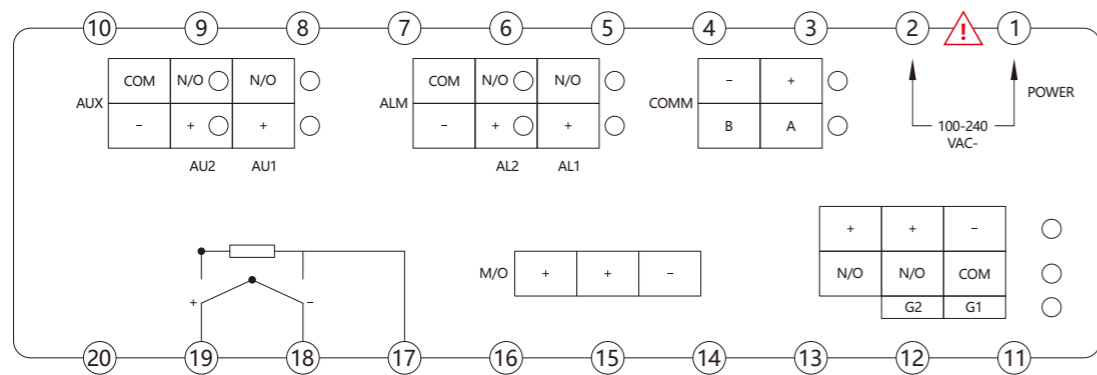 10 9 8 7 6 5 4 3 2 ! 1
AUX COM N/O N/O
- + +
AU2 AU1
ALM COM N/O N/O
- + +
AL2 AL1
COMM - +
B A
POWER
100-240
VAC-
+ -
M/O + + -
+ + -
N/O N/O COM
G2 G1
20 19 18 17 16 15 14 13 12 11